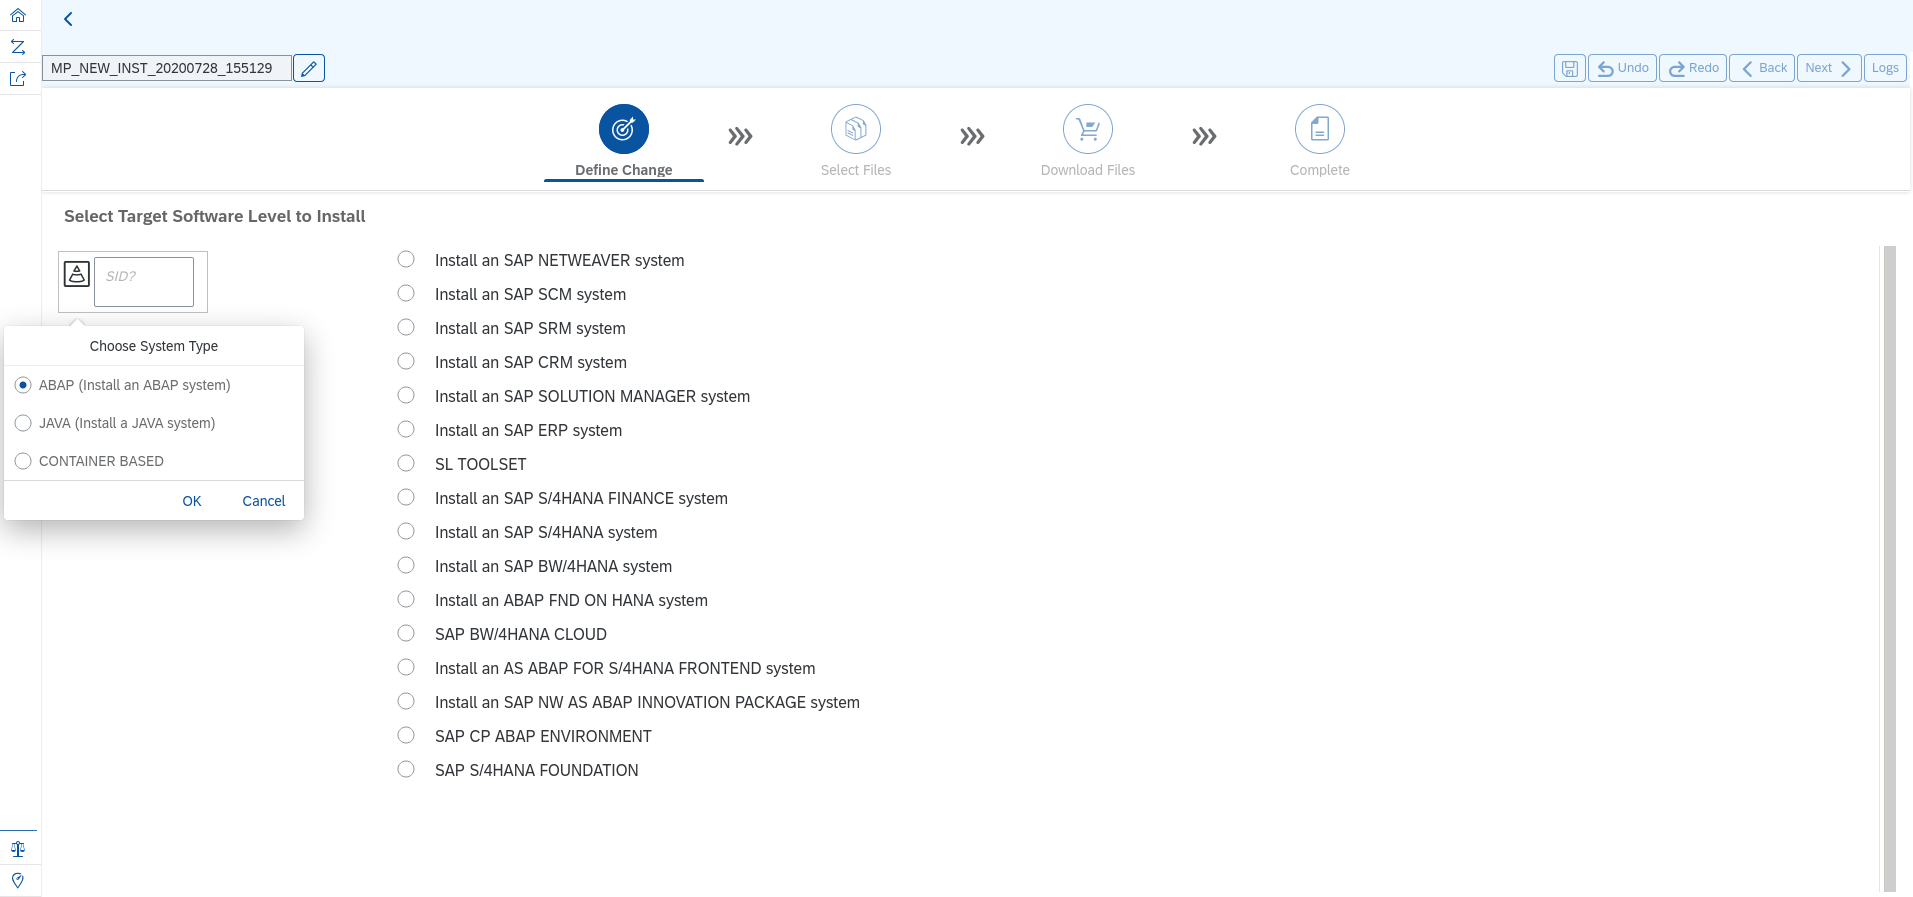 MP_NEW_INST_20200728_155129
Undo
Redo
Back
Next
Logs
Define Change
Select Files
Download Files
Complete
Select Target Software Level to Install
SID?
Choose System Type
ABAP (Install an ABAP system)
JAVA (Install a JAVA system)
CONTAINER BASED
OK
Cancel
Install an SAP NETWEAVER system
Install an SAP SCM system
Install an SAP SRM system
Install an SAP CRM system
Install an SAP SOLUTION MANAGER system
Install an SAP ERP system
SL TOOLSET
Install an SAP S/4HANA FINANCE system
Install an SAP S/4HANA system
Install an SAP BW/4HANA system
Install an ABAP FND ON HANA system
SAP BW/4HANA CLOUD
Install an AS ABAP FOR S/4HANA FRONTEND system
Install an SAP NW AS ABAP INNOVATION PACKAGE system
SAP CP ABAP ENVIRONMENT
SAP S/4HANA FOUNDATION